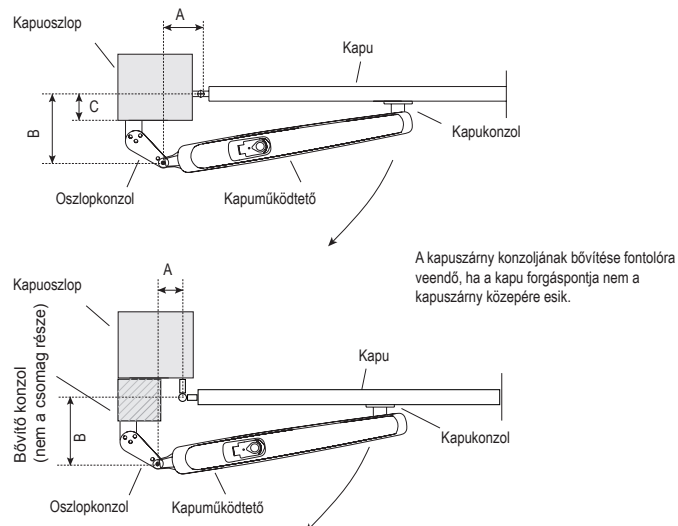 A
Kapuoszlop
Kapu
C
B
Kapukonzol
Oszlopkonzol
Kapuműködtető
A kapuszárny konzoljának bővítése fontolóra
veendő, ha a kapu forgáspontja nem a
kapuszárny közepére esik.
A
Kapuoszlop
Bővítő konzol
(nem a csomag része)
Kapu
B
Kapukonzol
Oszlopkonzol
Kapuműködtető